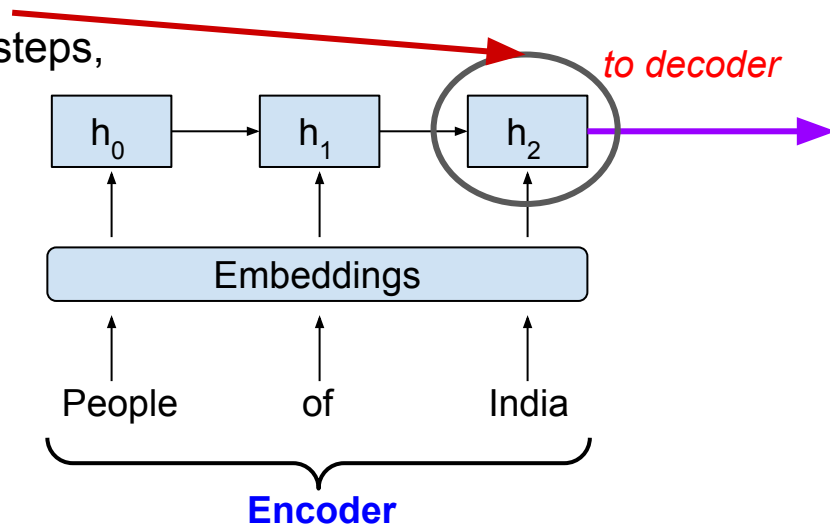 steps,
to decoder
h₀ h₁ h₂
Embeddings
People of India
Encoder